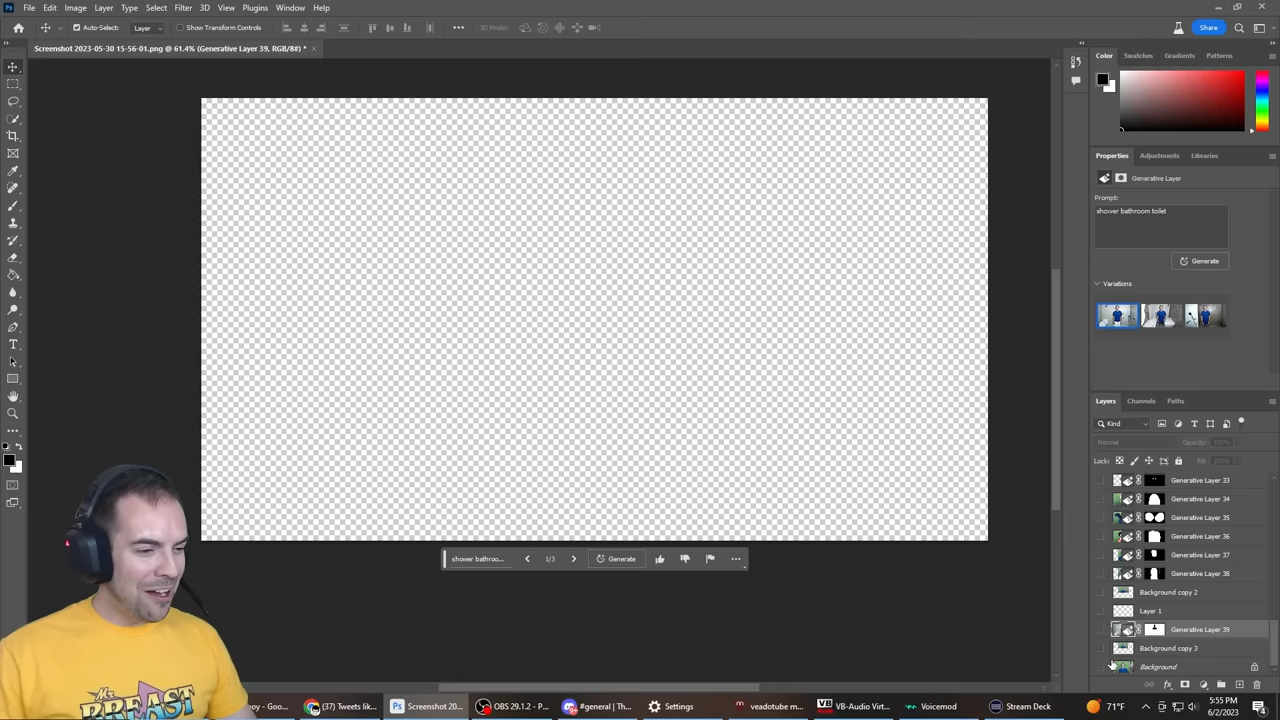 Ps File Edit Image Layer Type Select Filter 3D View Plugins Window Help
Auto-Select: Layer Show Transform Controls 3D Mode: Share
Screenshot 2023-05-30 15-56-01.png @ 61.4% (Generative Layer 39, RGB/8#) *
Color Swatches Gradients Patterns
Properties Adjustments Libraries
Generative Layer
Prompt:
shower bathroom toilet
Generate
Variations
Layers Channels Paths
Kind
Normal Opacity: 100%
Lock: Fill: 100%
Generative Layer 33
Generative Layer 34
Generative Layer 35
Generative Layer 36
Generative Layer 37
Generative Layer 38
Background copy 2
Layer 1
Generative Layer 39
Background copy 3
Background
shower bathroo... 1/3 Generate
oy - Goo... (37) Tweets lik... Screenshot 20... OBS 29.1.2 - P... #general | Th... Settings veadotube m... VB-Audio Virt... Voicemod Stream Deck 71°F 5:55 PM
6/2/2023